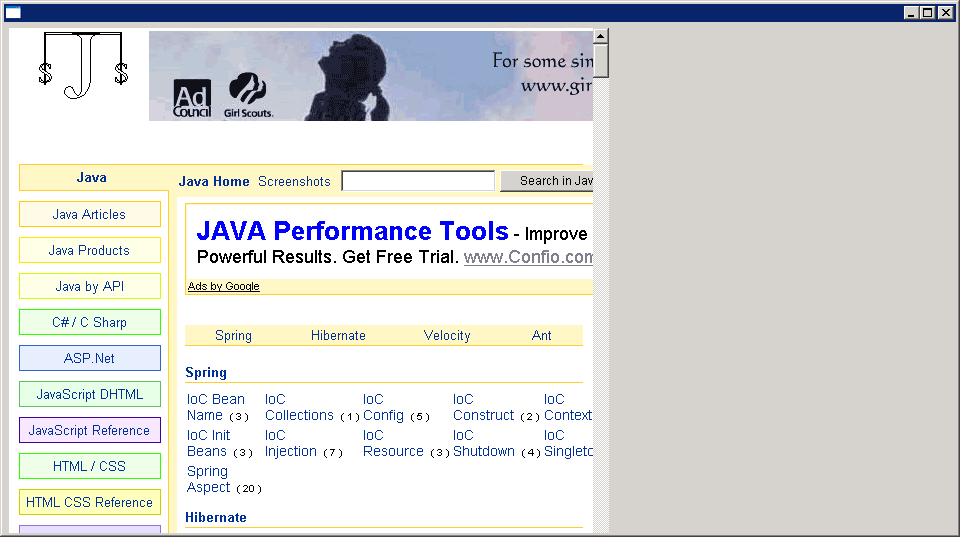 $ J $
For some sin
www.gir
Ad
Council
Girl Scouts.
Java
Java Home Screenshots Search in Jav
Java Articles
Java Products
Java by API
C# / C Sharp
ASP.Net
JavaScript DHTML
JavaScript Reference
HTML / CSS
HTML CSS Reference
JAVA Performance Tools - Improve
Powerful Results. Get Free Trial. www.Confio.com
Ads by Google
Spring Hibernate Velocity Ant
Spring
IoC Bean IoC IoC IoC IoC
Name (3) Collections (1) Config (5) Construct (2) Context
IoC Init IoC IoC IoC IoC
Beans (3) Injection (7) Resource (3) Shutdown (4) Singleto
Spring
Aspect (20)
Hibernate